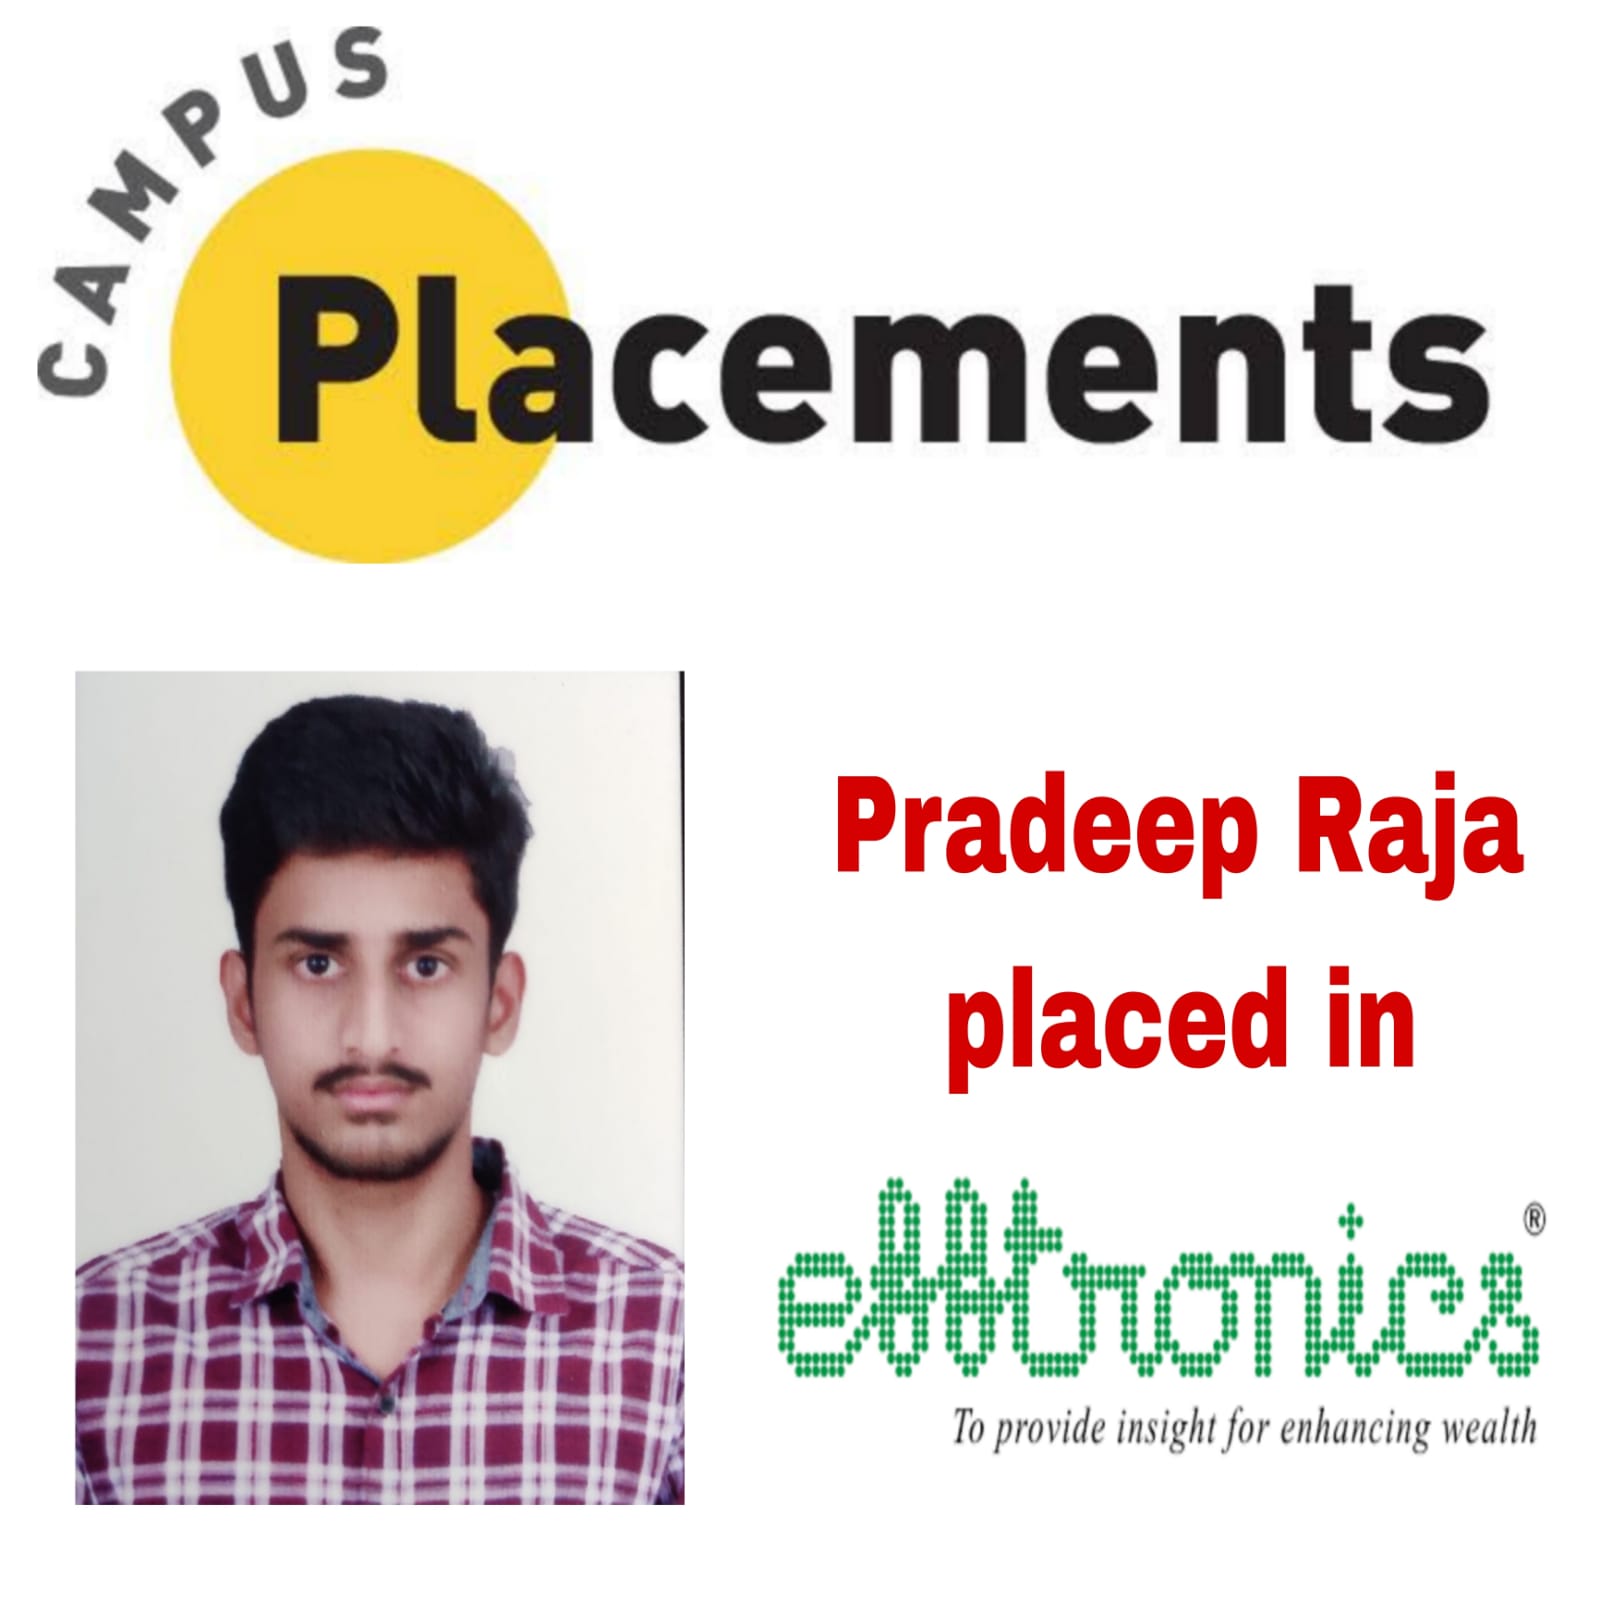 CAMPUS
Placements
Pradeep Raja
placed in
efftronics®
To provide insight for enhancing wealth